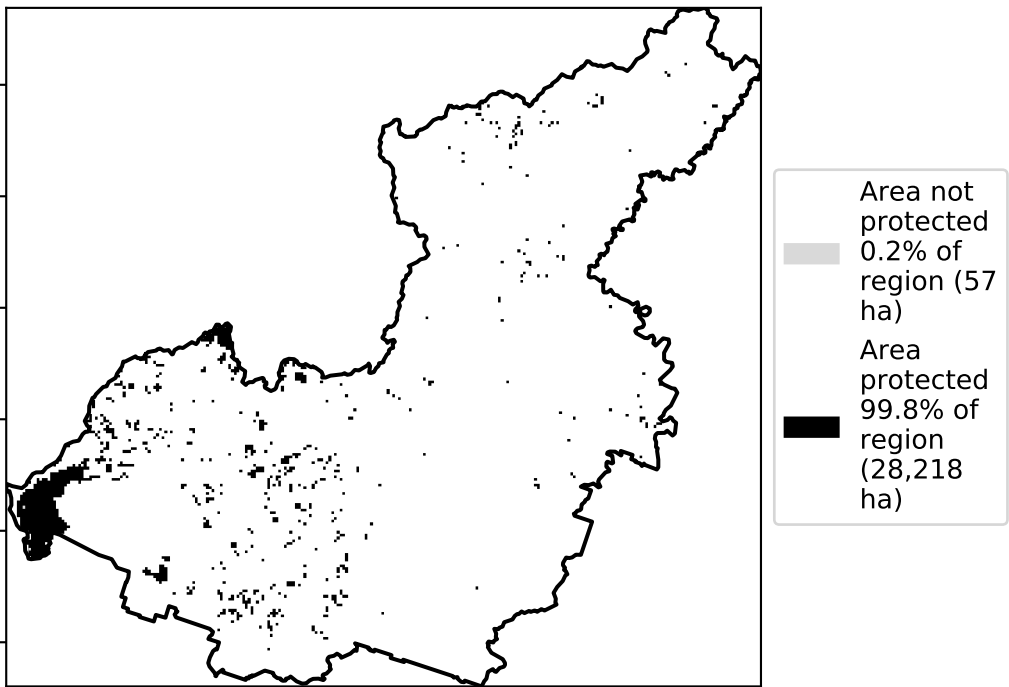 Area not
protected
0.2% of
region (57
ha)
Area
protected
99.8% of
region
(28,218
ha)